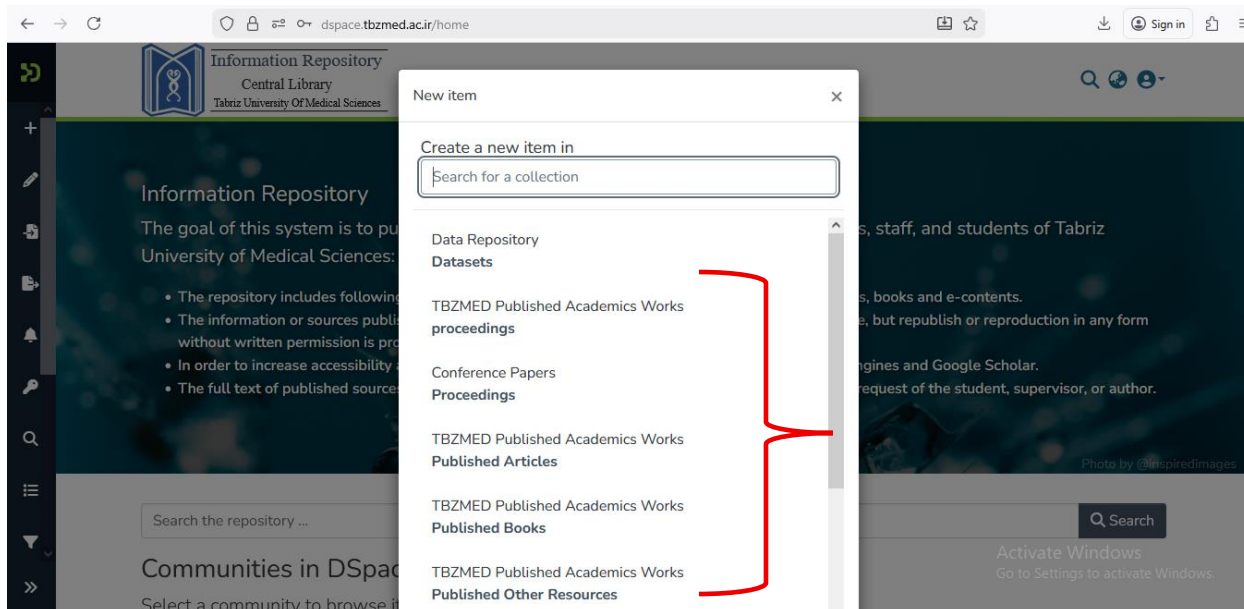 dspace.tbzmed.ac.ir/home
Sign in
Information Repository
Central Library
Tabriz University Of Medical Sciences
New item
×
Create a new item in
Search for a collection
Data Repository
Datasets
TBZMED Published Academics Works
proceedings
Conference Papers
Proceedings
TBZMED Published Academics Works
Published Articles
TBZMED Published Academics Works
Published Books
TBZMED Published Academics Works
Published Other Resources
Information Repository
The goal of this system is to pu s, staff, and students of Tabriz
University of Medical Sciences:
• The repository includes following s, books and e-contents.
• The information or sources publi e, but republish or reproduction in any form
without written permission is pro
• In order to increase accessibility ngines and Google Scholar.
• The full text of published source request of the student, supervisor, or author.
Photo by @inspiredimages
Search the repository ...
Search
Communities in DSpac
Select a community to browse it
Activate Windows
Go to Settings to activate Windows.